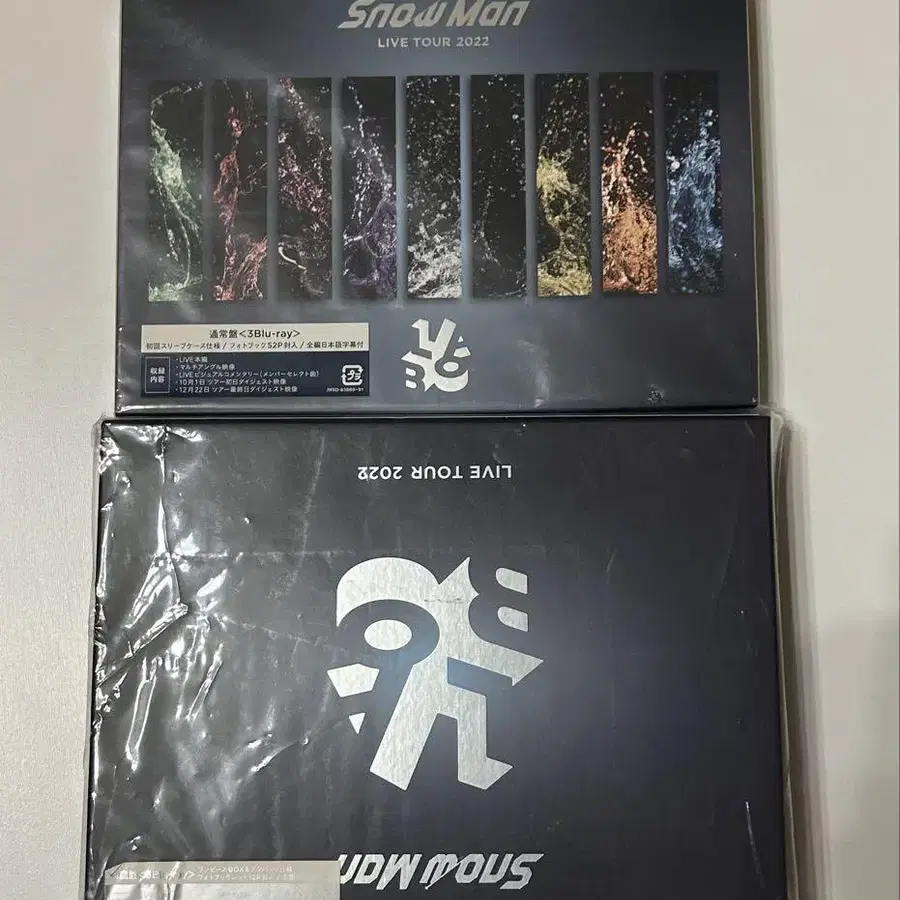 Snow Man
LIVE TOUR 2022
通常盤<3Blu-ray>
初回スリーブケース仕様 / フォトブック52P封入 / 全編日本語字幕付
収録内容
・LIVE本編
・マルチアングル映像
・LIVEビジュアルコメンタリー(メンバーセレクト曲)
・10月1日 ツアー初日ダイジェスト映像
・12月22日 ツアー最終日ダイジェスト映像
プラ
LIVE TOUR 2022
Snow Man